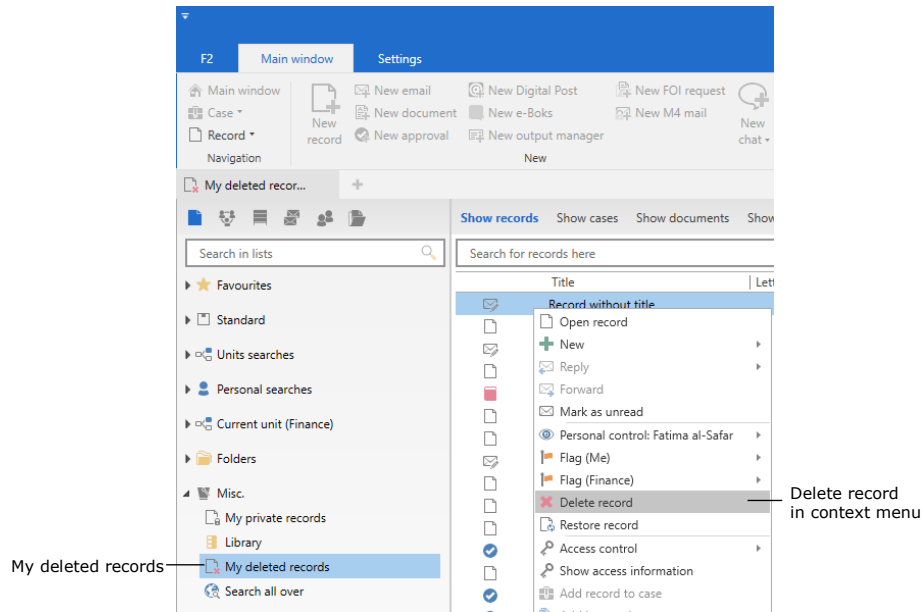 F2 Main window Settings
Main window
Case
Record
Navigation
New
record
New email
New document
New approval
New Digital Post
New e-Boks
New output manager
New FOI request
New M4 mail
New
chat
New
My deleted recor...
Show records Show cases Show documents Show
Search in lists
Search for records here
Title Lett
Favourites
Standard
Units searches
Personal searches
Current unit (Finance)
Folders
Misc.
My private records
Library
My deleted records
Search all over
Record without title
Open record
New
Reply
Forward
Mark as unread
Personal control: Fatima al-Safar
Flag (Me)
Flag (Finance)
Delete record
Restore record
Access control
Show access information
Add record to case
Delete record
in context menu
My deleted records